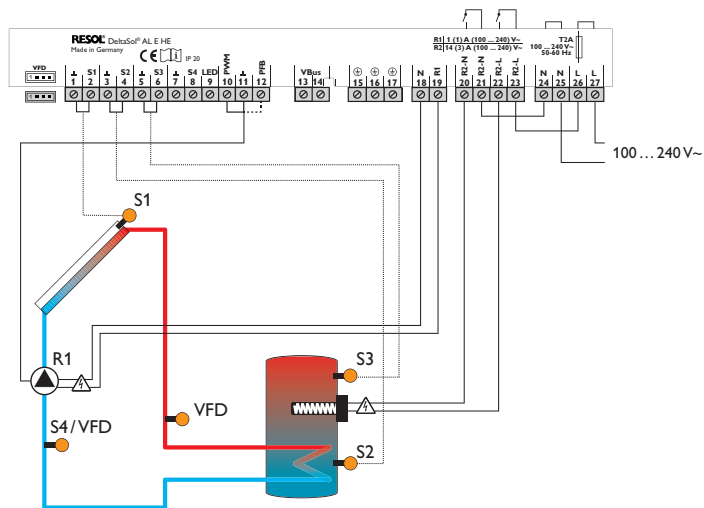 RESOL® DeltaSol® AL E HE
Made in Germany
CE i IP 20
VFD
⏚ S1 ⏚ S2 ⏚ S3 ⏚ S4 LED PWM ⏚ PFB
1 2 3 4 5 6 7 8 9 10 11 12
VBus
13 14
15 16 17
R1 1 (1) A (100 ... 240) V~
R2 14 (3) A (100 ... 240) V~
N R1 R2-N R2-N R2-L R2-L
18 19 20 21 22 23
T2A
100 ... 240 V~
50-60 Hz
N N L L
24 25 26 27
100 ... 240 V~
S1
R1
S3
VFD
S4 / VFD
S2